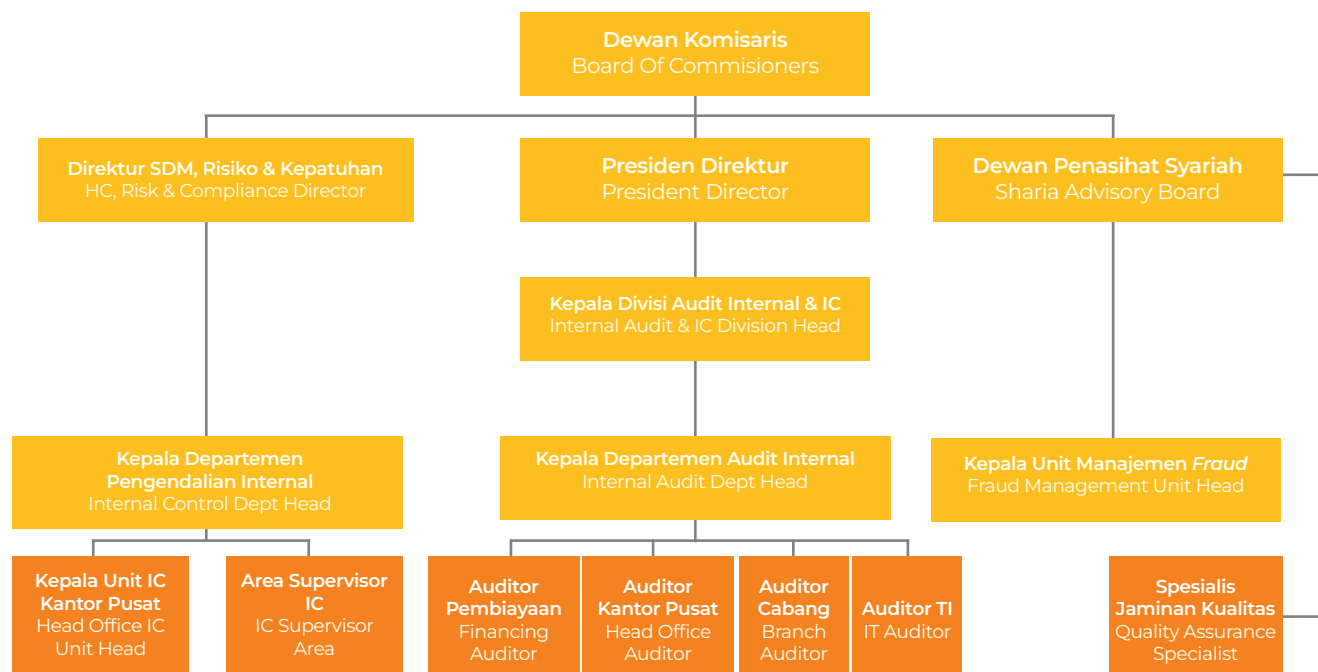 Dewan Komisaris
Board Of Commisioners
Direktur SDM, Risiko & Kepatuhan
HC, Risk & Compliance Director
Presiden Direktur
President Director
Dewan Penasihat Syariah
Sharia Advisory Board
Kepala Divisi Audit Internal & IC
Internal Audit & IC Division Head
Kepala Departemen
Pengendalian Internal
Internal Control Dept Head
Kepala Departemen Audit Internal
Internal Audit Dept Head
Kepala Unit Manajemen Fraud
Fraud Management Unit Head
Kepala Unit IC
Kantor Pusat
Head Office IC
Unit Head
Area Supervisor
IC
IC Supervisor
Area
Auditor
Pembiayaan
Financing
Auditor
Auditor
Kantor Pusat
Head Office
Auditor
Auditor
Cabang
Branch
Auditor
Auditor TI
IT Auditor
Spesialis
Jaminan Kualitas
Quality Assurance
Specialist